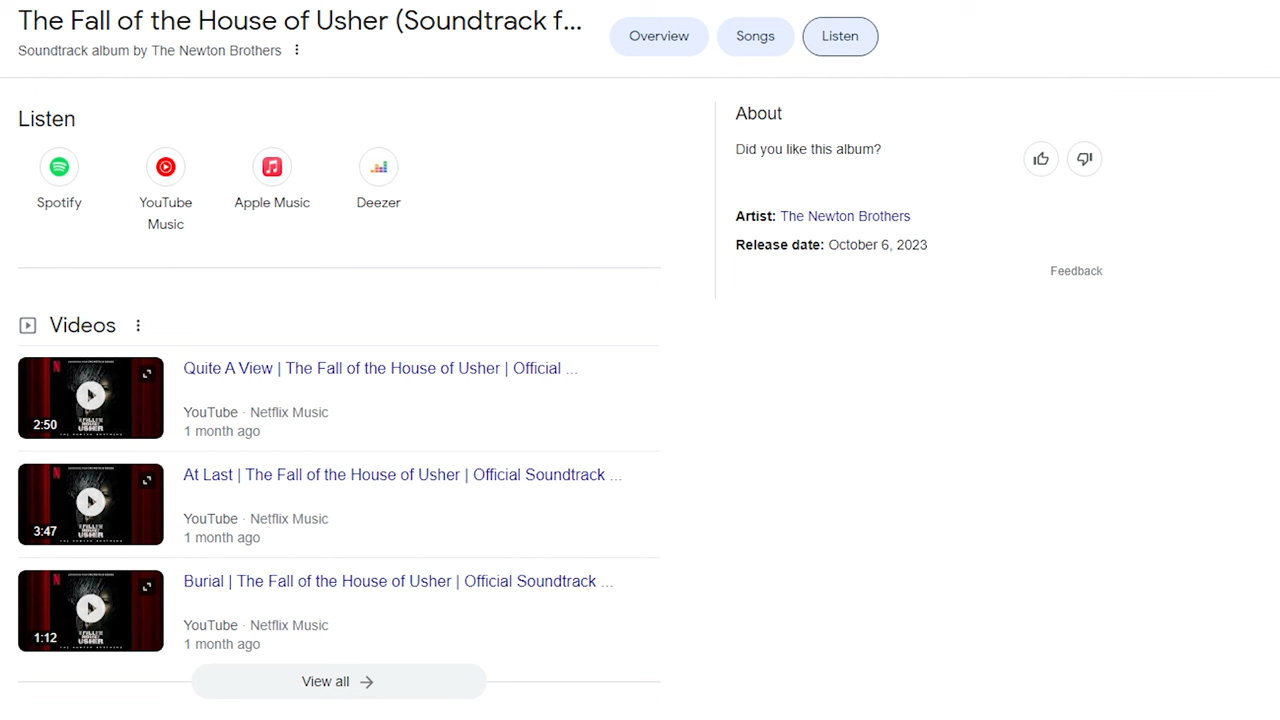 The Fall of the House of Usher (Soundtrack f...
Soundtrack album by The Newton Brothers
Overview
Songs
Listen
Listen
Spotify
YouTube
Music
Apple Music
Deezer
About
Did you like this album?
Artist: The Newton Brothers
Release date: October 6, 2023
Feedback
Videos
2:50
Quite A View | The Fall of the House of Usher | Official ...
YouTube · Netflix Music
1 month ago
3:47
At Last | The Fall of the House of Usher | Official Soundtrack ...
YouTube · Netflix Music
1 month ago
1:12
Burial | The Fall of the House of Usher | Official Soundtrack ...
YouTube · Netflix Music
1 month ago
View all